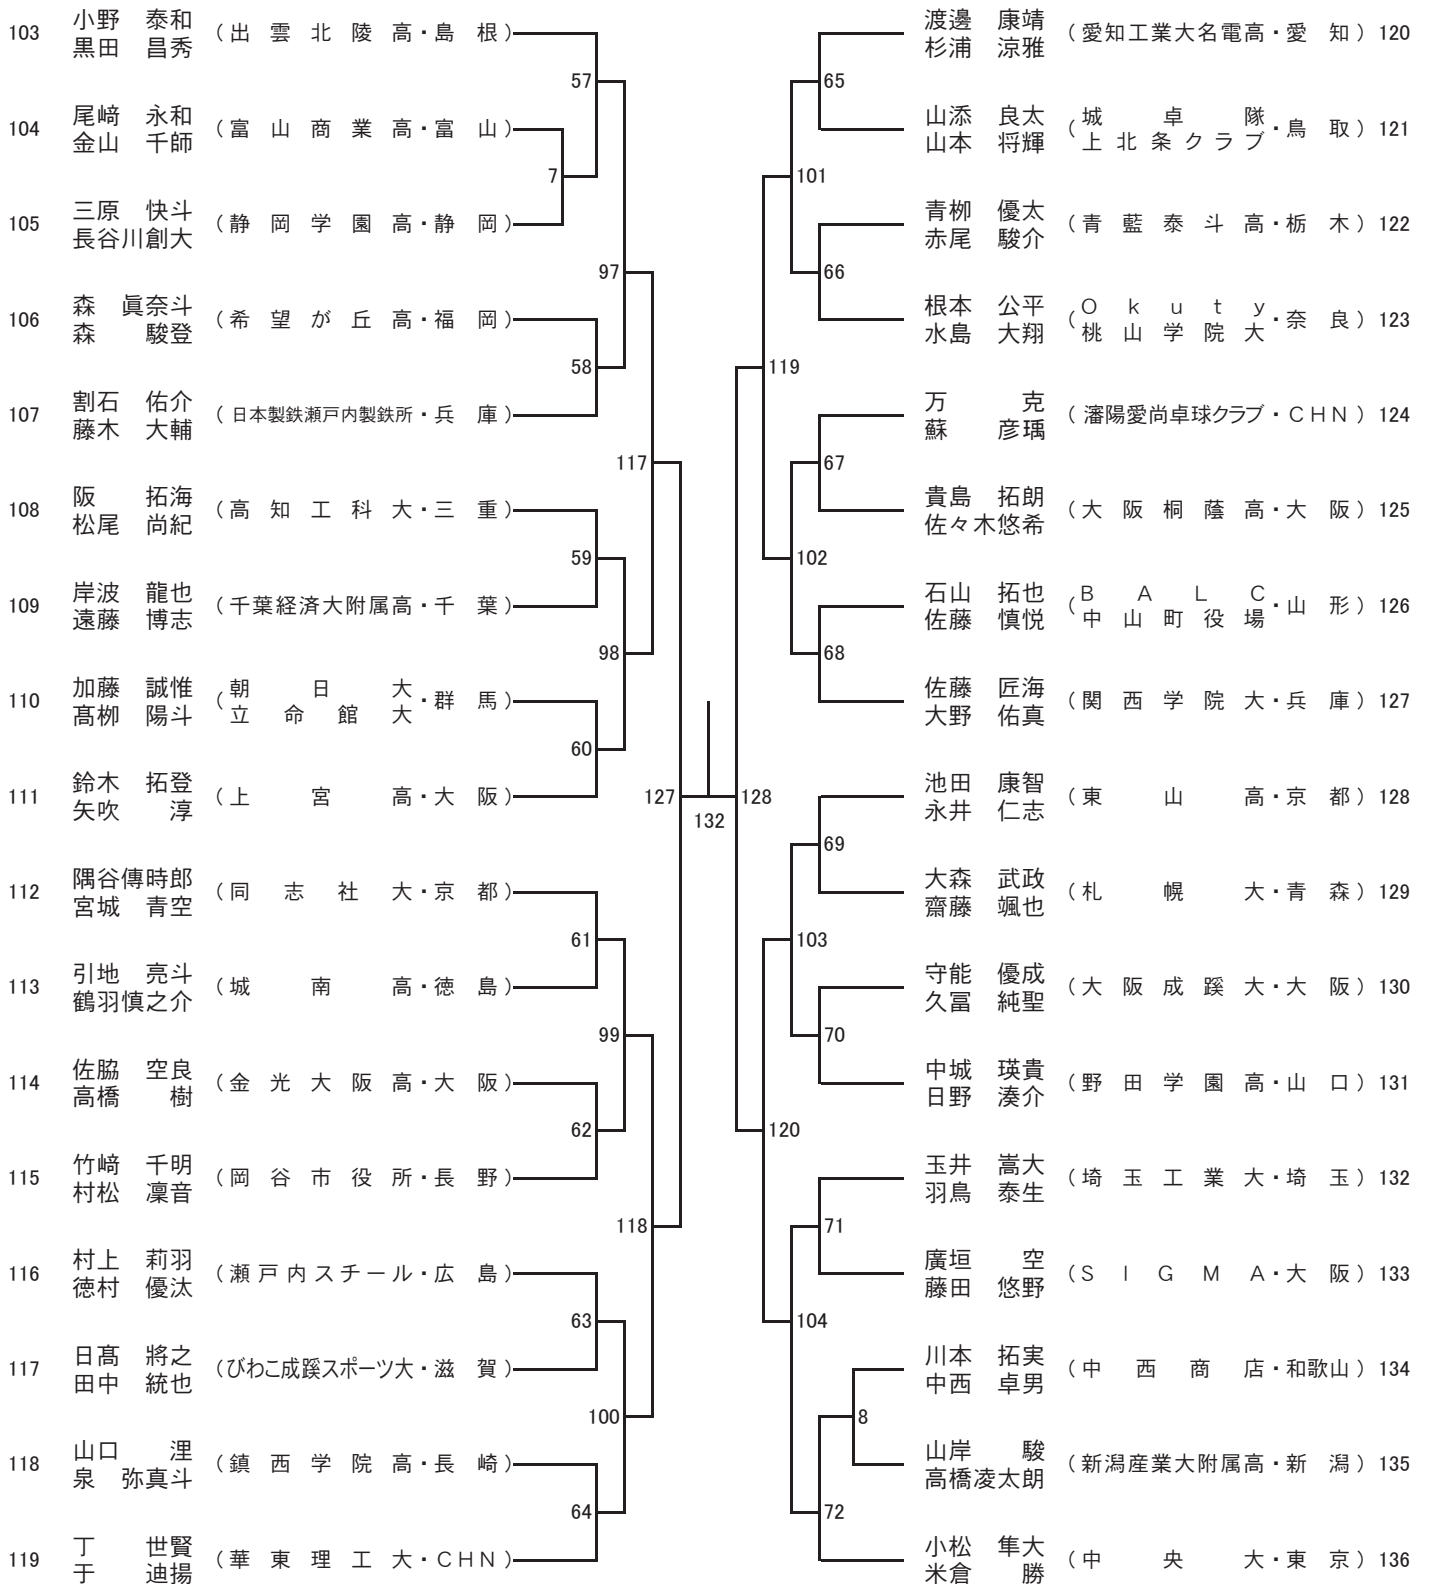 103 小野 泰和 黒田 昌秀 (出雲北陵高・島根)
57
104 尾﨑 永和 金山 千師 (富山商業高・富山)
7
105 三原 快斗 長谷川創大 (静岡学園高・静岡)
97
106 森 眞奈斗 森 駿登 (希望が丘高・福岡)
58
107 割石 佑介 藤木 大輔 (日本製鉄瀬戸内製鉄所・兵庫)
117
108 阪 拓海 松尾 尚紀 (高知工科大・三重)
59
109 岸波 龍也 遠藤 博志 (千葉経済大附属高・千葉)
98
110 加藤 誠惟 髙栁 陽斗 (朝日大 立命館大・群馬)
60
111 鈴木 拓登 矢吹 淳 (上宮高・大阪)
127
132
128
112 隅谷傳時郎 宮城 青空 (同志社大・京都)
61
113 引地 亮斗 鶴羽慎之介 (城南高・徳島)
99
114 佐脇 空良 高橋 樹 (金光大阪高・大阪)
62
115 竹﨑 千明 村松 凜音 (岡谷市役所・長野)
118
116 村上 莉羽 徳村 優汰 (瀬戸内スチール・広島)
63
117 日髙 將之 田中 統也 (びわこ成蹊スポーツ大・滋賀)
100
118 山口 浬 泉 弥真斗 (鎮西学院高・長崎)
64
119 丁 世賢 于 迪揚 (華東理工大・CHN)
渡邊 康靖 杉浦 涼雅 (愛知工業大名電高・愛知) 120
65
山添 良太 山本 将輝 (城卓隊 上北条クラブ・鳥取) 121
101
青栁 優太 赤尾 駿介 (青藍泰斗高・栃木) 122
66
根本 公平 水島 大翔 (Okuty 桃山学院大・奈良) 123
119
万 克 蘇 彦瑀 (瀋陽愛尚卓球クラブ・CHN) 124
67
貴島 拓朗 佐々木悠希 (大阪桐蔭高・大阪) 125
102
石山 拓也 佐藤 慎悦 (BALC 中山町役場・山形) 126
68
佐藤 匠海 大野 佑真 (関西学院大・兵庫) 127
池田 康智 永井 仁志 (東山高・京都) 128
69
大森 武政 齋藤 颯也 (札幌大・青森) 129
103
守能 優成 久冨 純聖 (大阪成蹊大・大阪) 130
70
中城 瑛貴 日野 湊介 (野田学園高・山口) 131
120
玉井 嵩大 羽鳥 泰生 (埼玉工業大・埼玉) 132
71
廣垣 空 藤田 悠野 (SIGMA・大阪) 133
104
川本 拓実 中西 卓男 (中西商店・和歌山) 134
8
山岸 駿 高橋凌太朗 (新潟産業大附属高・新潟) 135
72
小松 隼大 米倉 勝 (中央大・東京) 136